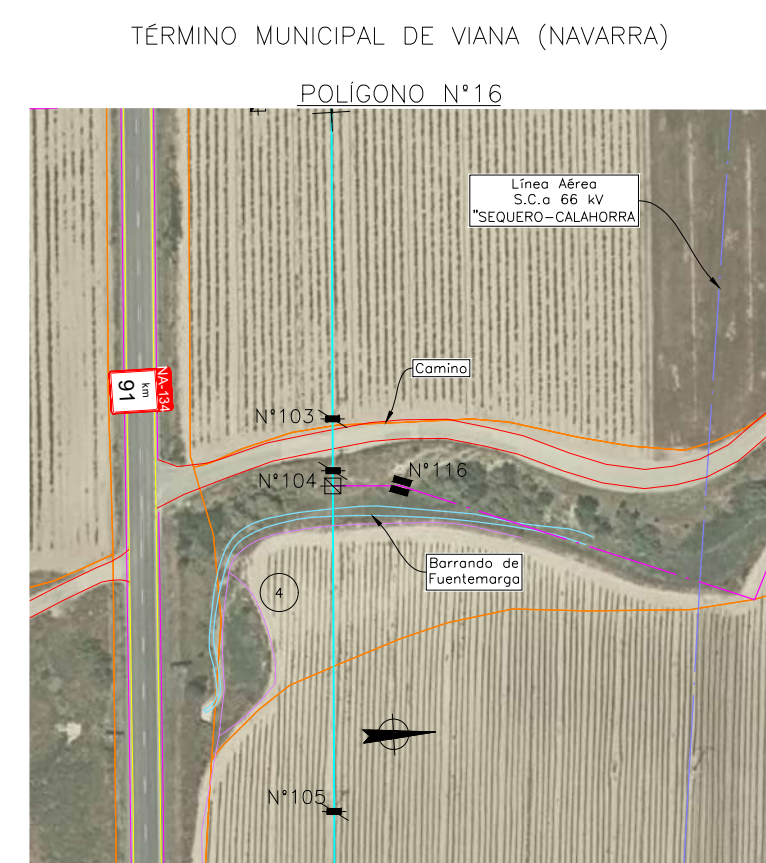 TÉRMINO MUNICIPAL DE VIANA (NAVARRA)
POLÍGONO Nº16
Línea Aérea
S.C.a 66 kV
"SEQUERO-CALAHORRA
Camino
km
91
NA-134
Nº103
Nº104
Nº116
Barrando de
Fuentemarga
4
Nº105